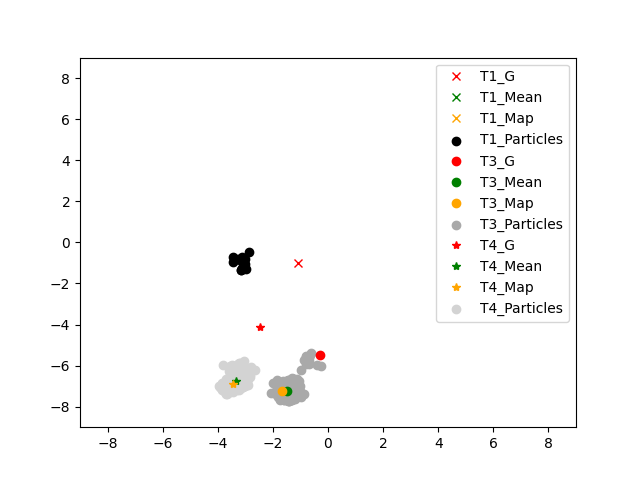 8
6
4
2
0
−2
−4
−6
−8
−8 −6 −4 −2 0 2 4 6 8
T1_G
T1_Mean
T1_Map
T1_Particles
T3_G
T3_Mean
T3_Map
T3_Particles
T4_G
T4_Mean
T4_Map
T4_Particles